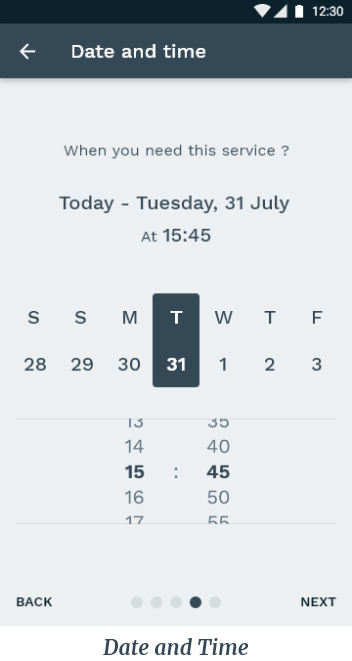 12:30
Date and time
When you need this service ?
Today - Tuesday, 31 July
At 15:45
S S M T W T F
28 29 30 31 1 2 3
13 35
14 40
15 : 45
16 50
17 55
BACK NEXT
Date and Time